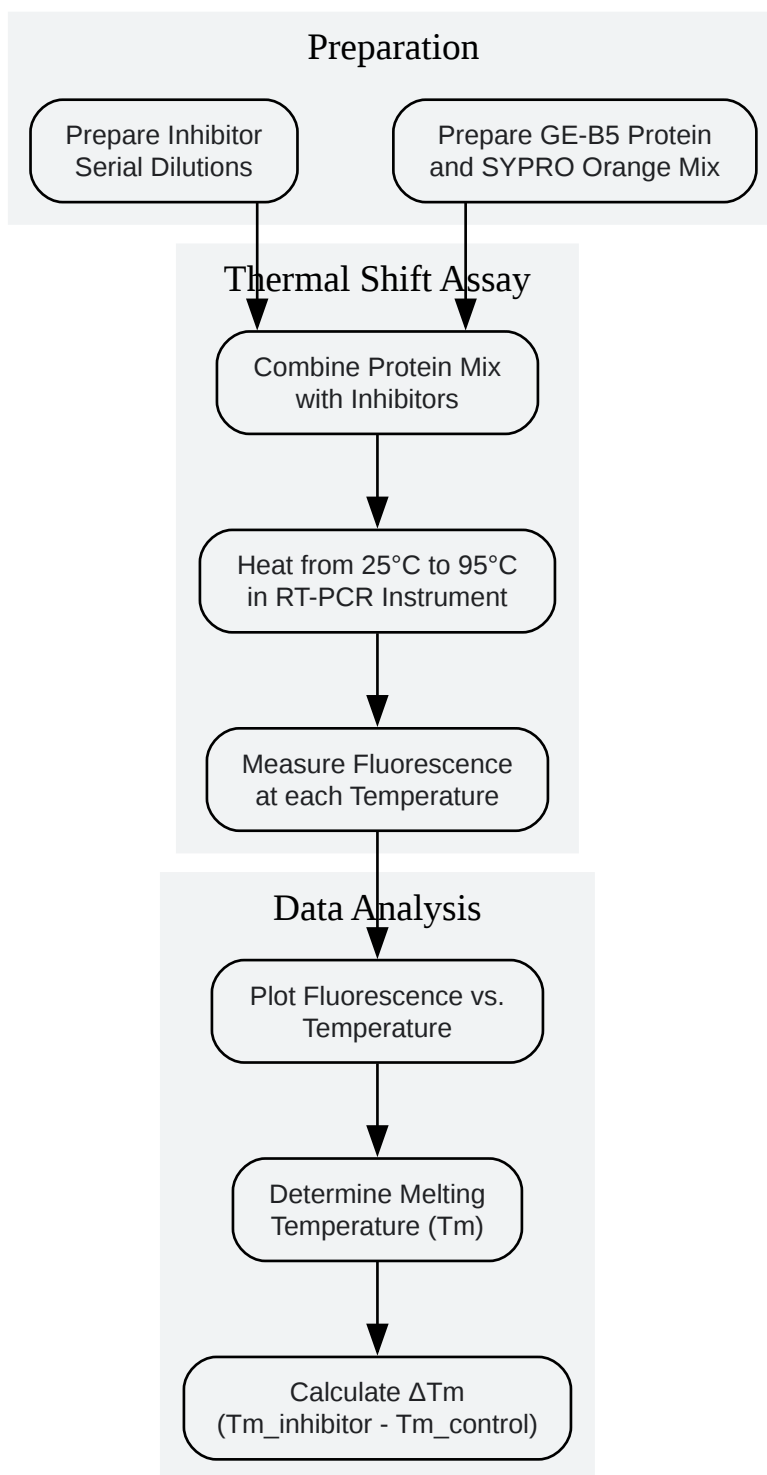 Preparation
Prepare Inhibitor
Serial Dilutions
Prepare GE-B5 Protein
and SYPRO Orange Mix
Thermal Shift Assay
Combine Protein Mix
with Inhibitors
Heat from 25°C to 95°C
in RT-PCR Instrument
Measure Fluorescence
at each Temperature
Data Analysis
Plot Fluorescence vs.
Temperature
Determine Melting
Temperature (Tm)
Calculate ΔTm
(Tm_inhibitor - Tm_control)